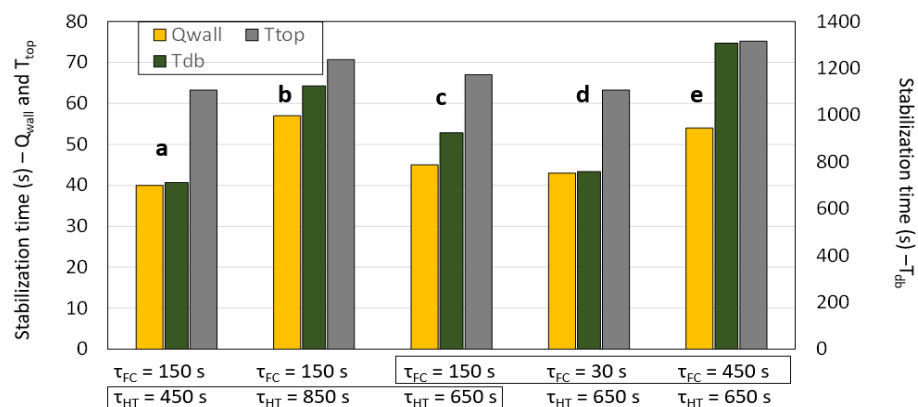 80
70
60
50
40
30
20
10
0
Stabilization time (s) – Qwall and Ttop
Qwall Ttop
Tdb
a
b
c
d
e
1400
1200
1000
800
600
400
200
0
Stabilization time (s) –Tdb
τFC = 150 s τFC = 150 s τFC = 150 s τFC = 30 s τFC = 450 s
τHT = 450 s τHT = 850 s τHT = 650 s τHT = 650 s τHT = 650 s